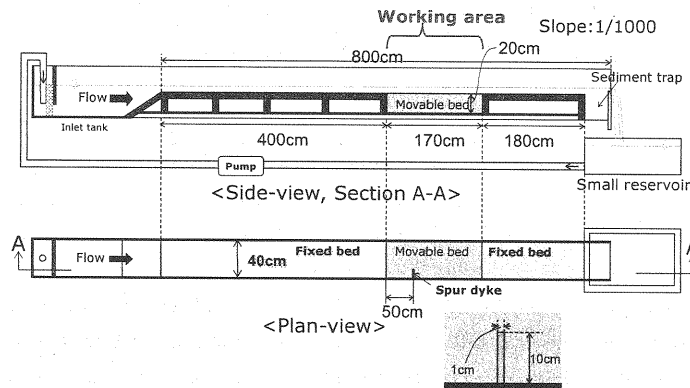 Working area
Slope:1/1000
800cm
20cm
Sediment trap
Flow
Movable bed
Inlet tank
400cm
170cm
180cm
Pump
<Side-view, Section A-A>
Small reservoir
A
Flow
Fixed bed
Movable bed
Fixed bed
40cm
Spur dyke
50cm
<Plan-view>
1cm
10cm